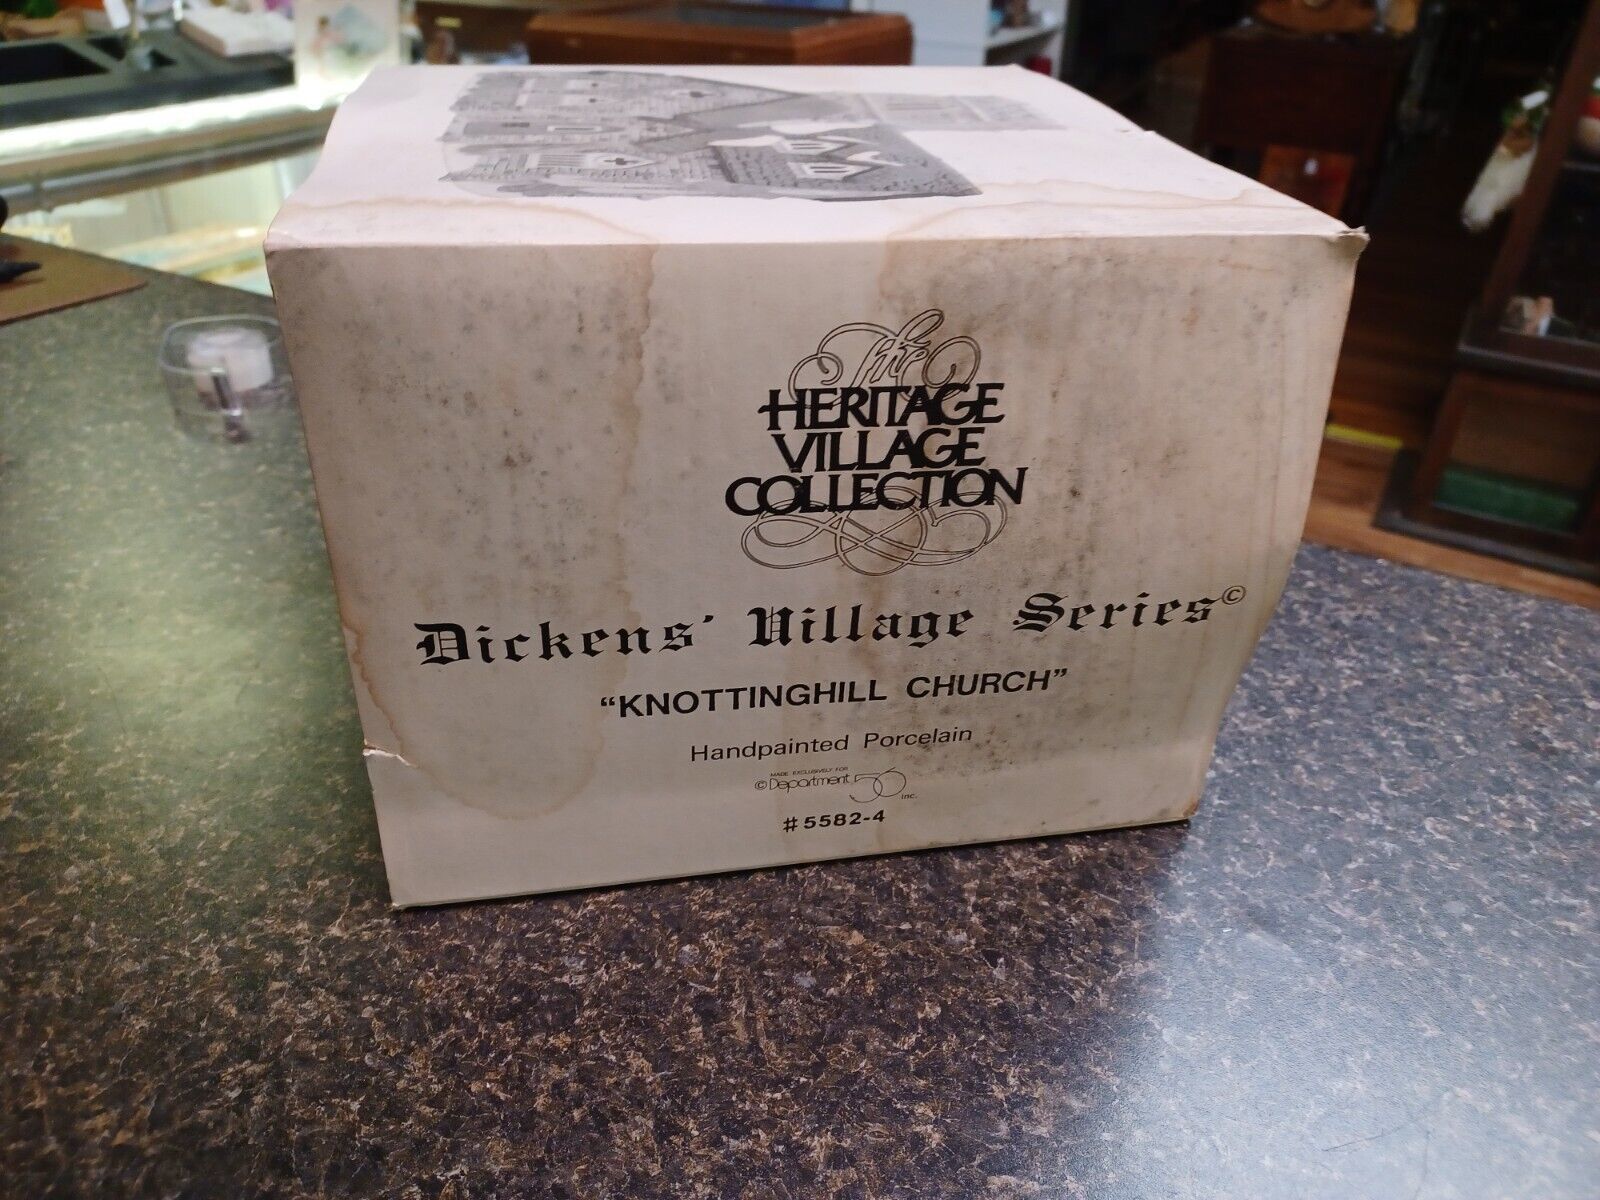 The
HERITAGE
VILLAGE
COLLECTION
Dickens' Village Series©
“KNOTTINGHILL CHURCH”
Handpainted Porcelain
MADE EXCLUSIVELY FOR
© Department 56 inc.
#5582-4